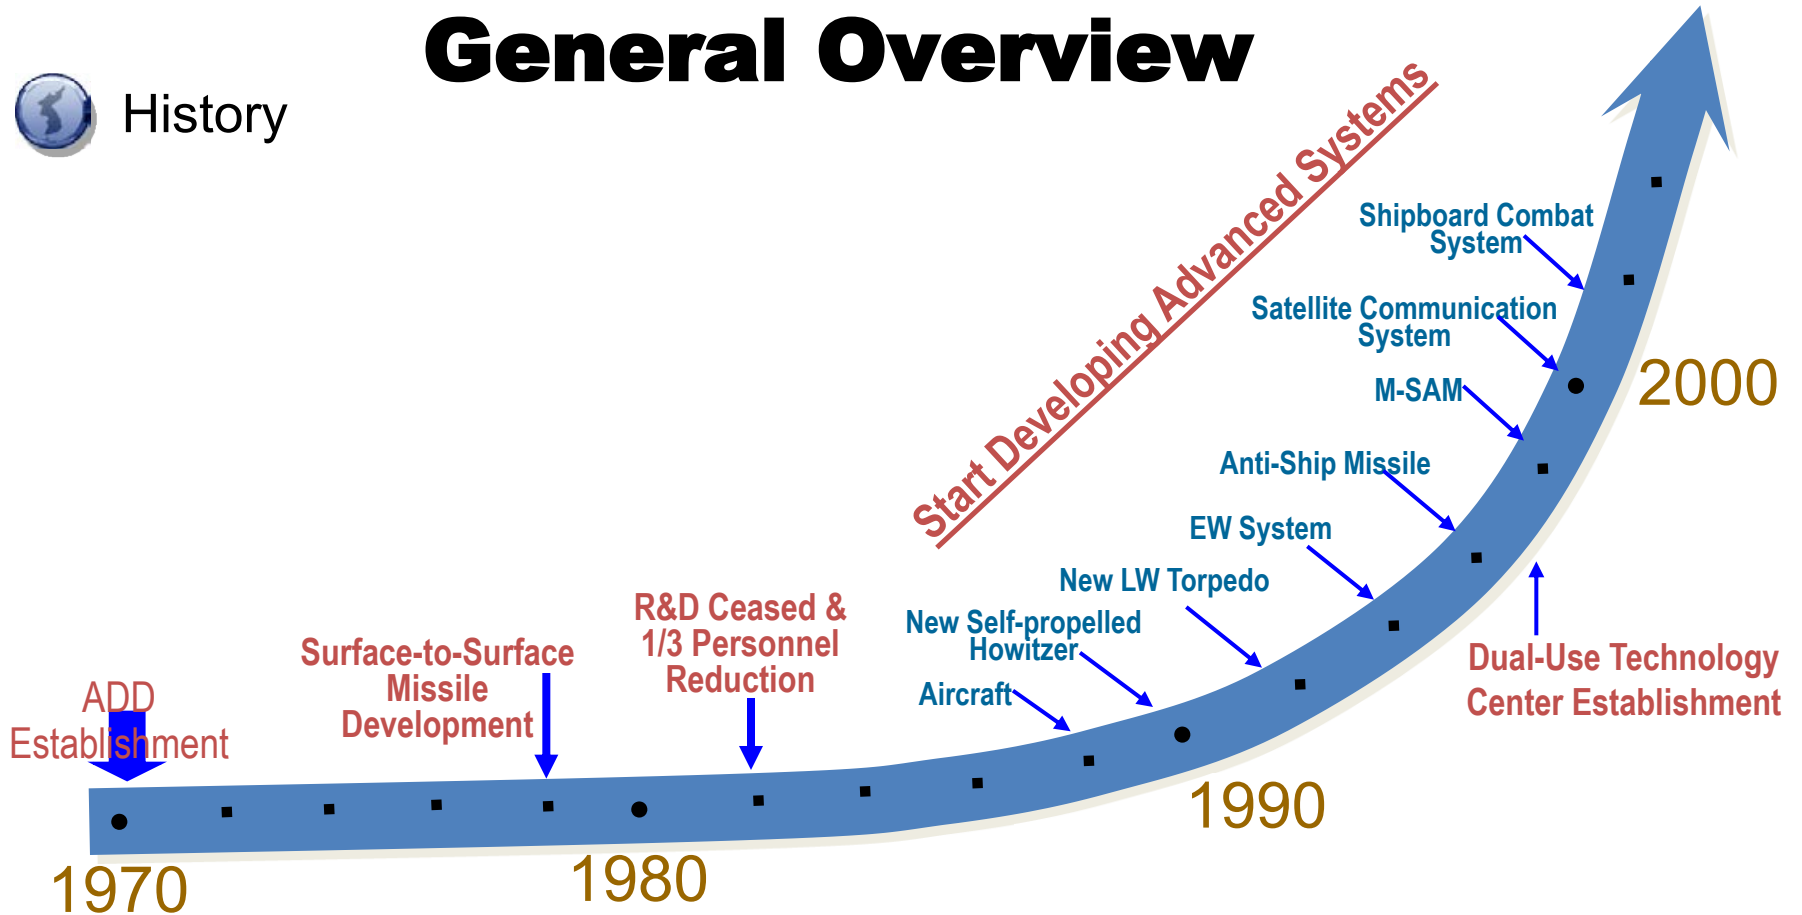 General Overview
History
Start Developing Advanced Systems
Shipboard Combat
System
Satellite Communication
System
M-SAM
Anti-Ship Missile
EW System
New LW Torpedo
New Self-propelled
Howitzer
Aircraft
R&D Ceased &
1/3 Personnel
Reduction
Surface-to-Surface
Missile
Development
ADD
Establishment
Dual-Use Technology
Center Establishment
1970
1980
1990
2000